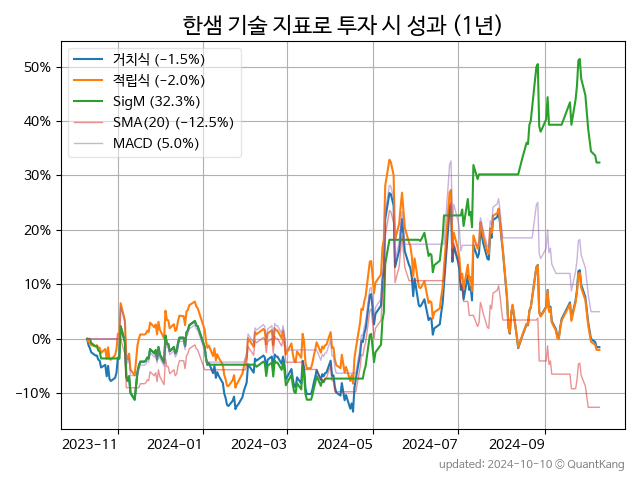 한샘 기술 지표로 투자 시 성과 (1년)
거치식 (−1.5%)
적립식 (−2.0%)
SigM (32.3%)
SMA(20) (−12.5%)
MACD (5.0%)
50%
40%
30%
20%
10%
0%
−10%
2023-11 2024-01 2024-03 2024-05 2024-07 2024-09
updated: 2024-10-10 © QuantKang